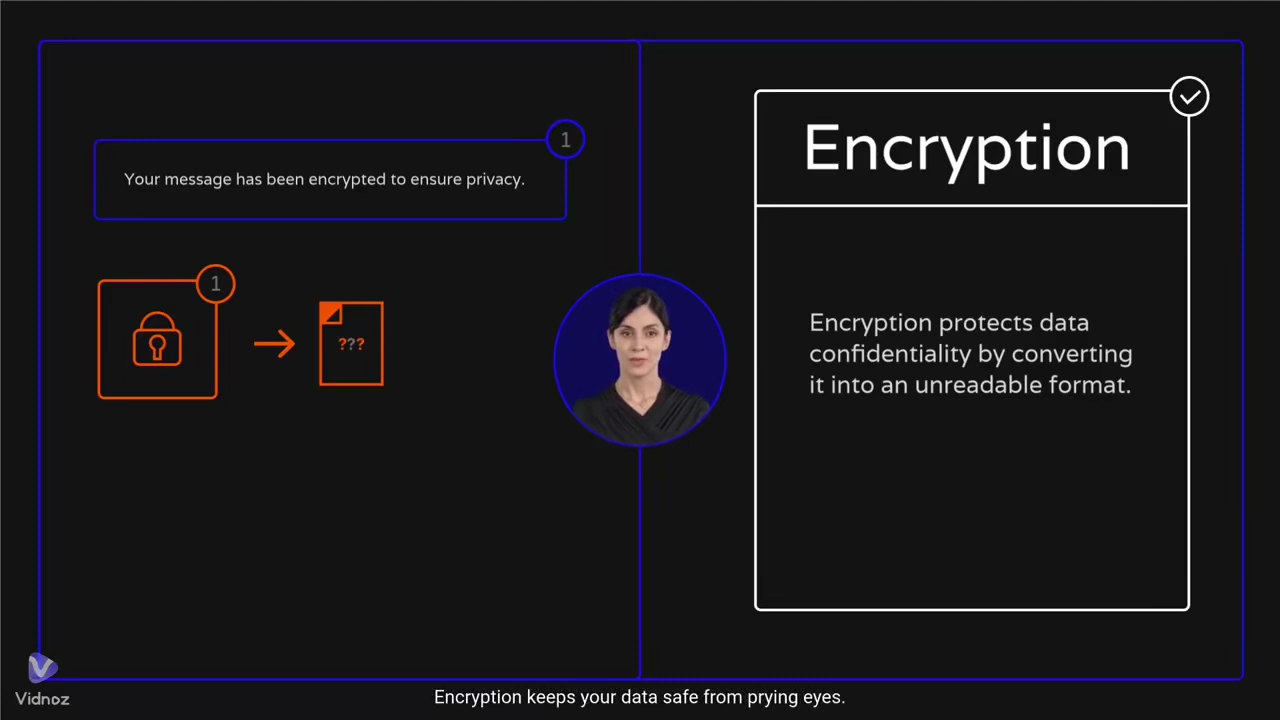 1
Your message has been encrypted to ensure privacy.
1
???
Encryption
Encryption protects data
confidentiality by converting
it into an unreadable format.
Vidnoz
Encryption keeps your data safe from prying eyes.